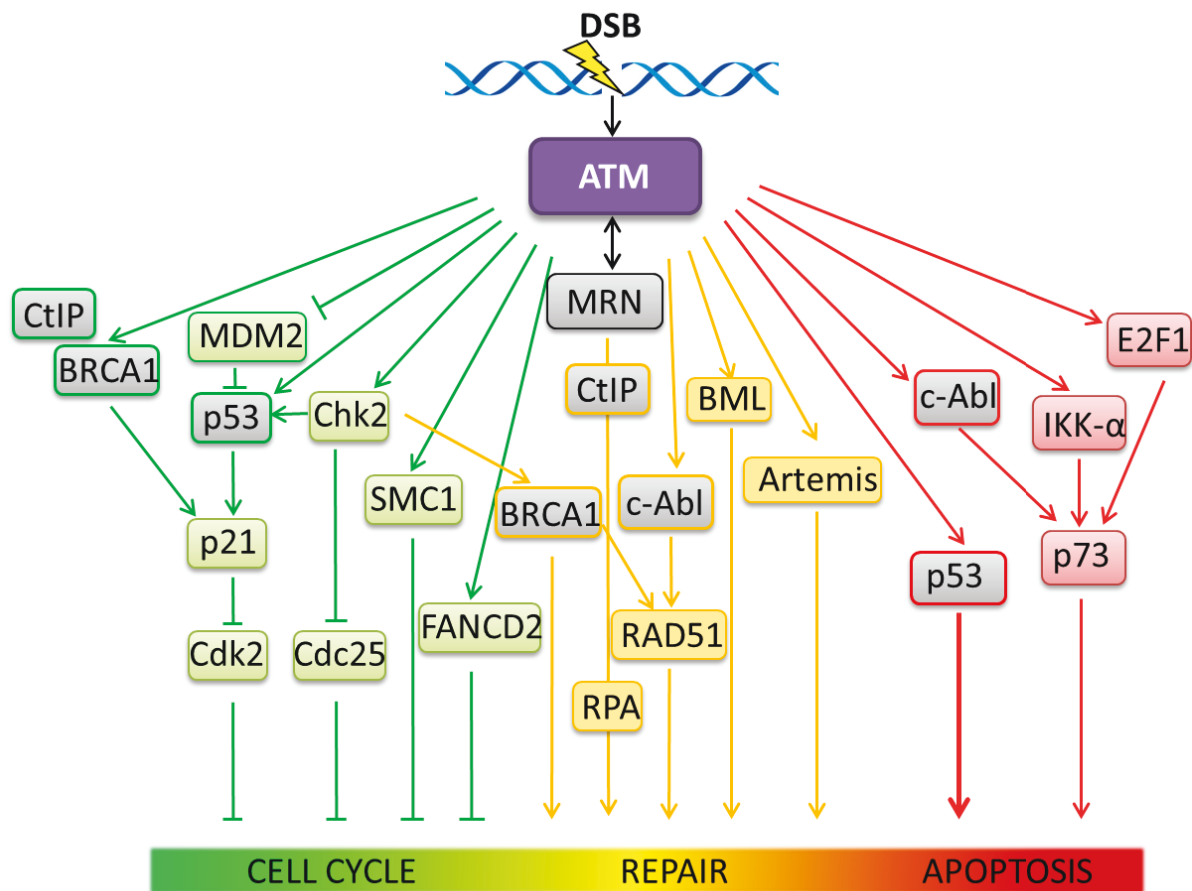 DSB
ATM
MRN
CtIP
BRCA1
MDM2
p53
Chk2
p21
Cdk2
Cdc25
SMC1
FANCD2
BRCA1
CtIP
RPA
c-Abl
RAD51
BML
Artemis
p53
c-Abl
IKK-α
E2F1
p73
CELL CYCLE
REPAIR
APOPTOSIS